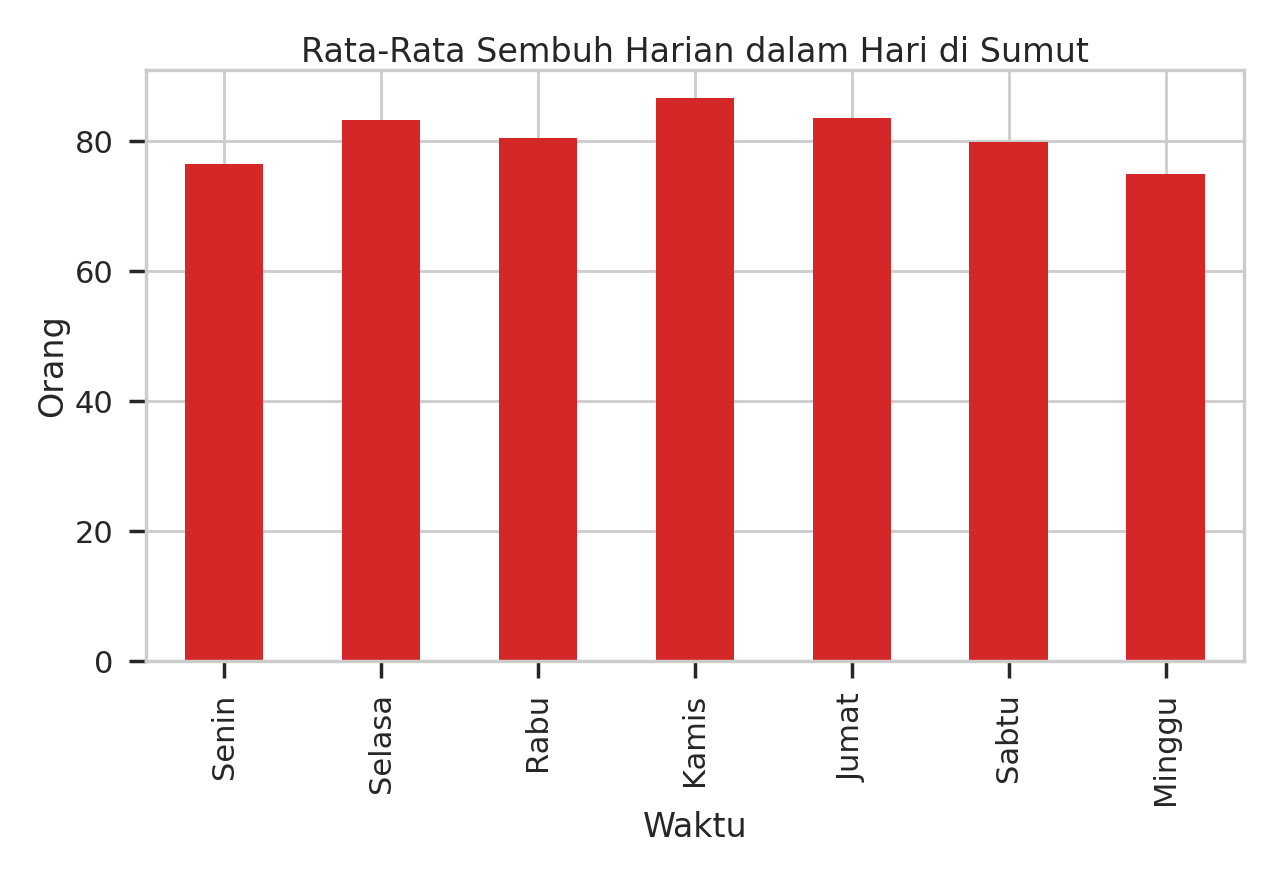 Rata-Rata Sembuh Harian dalam Hari di Sumut
Orang
80
60
40
20
0
Senin
Selasa
Rabu
Kamis
Jumat
Sabtu
Minggu
Waktu